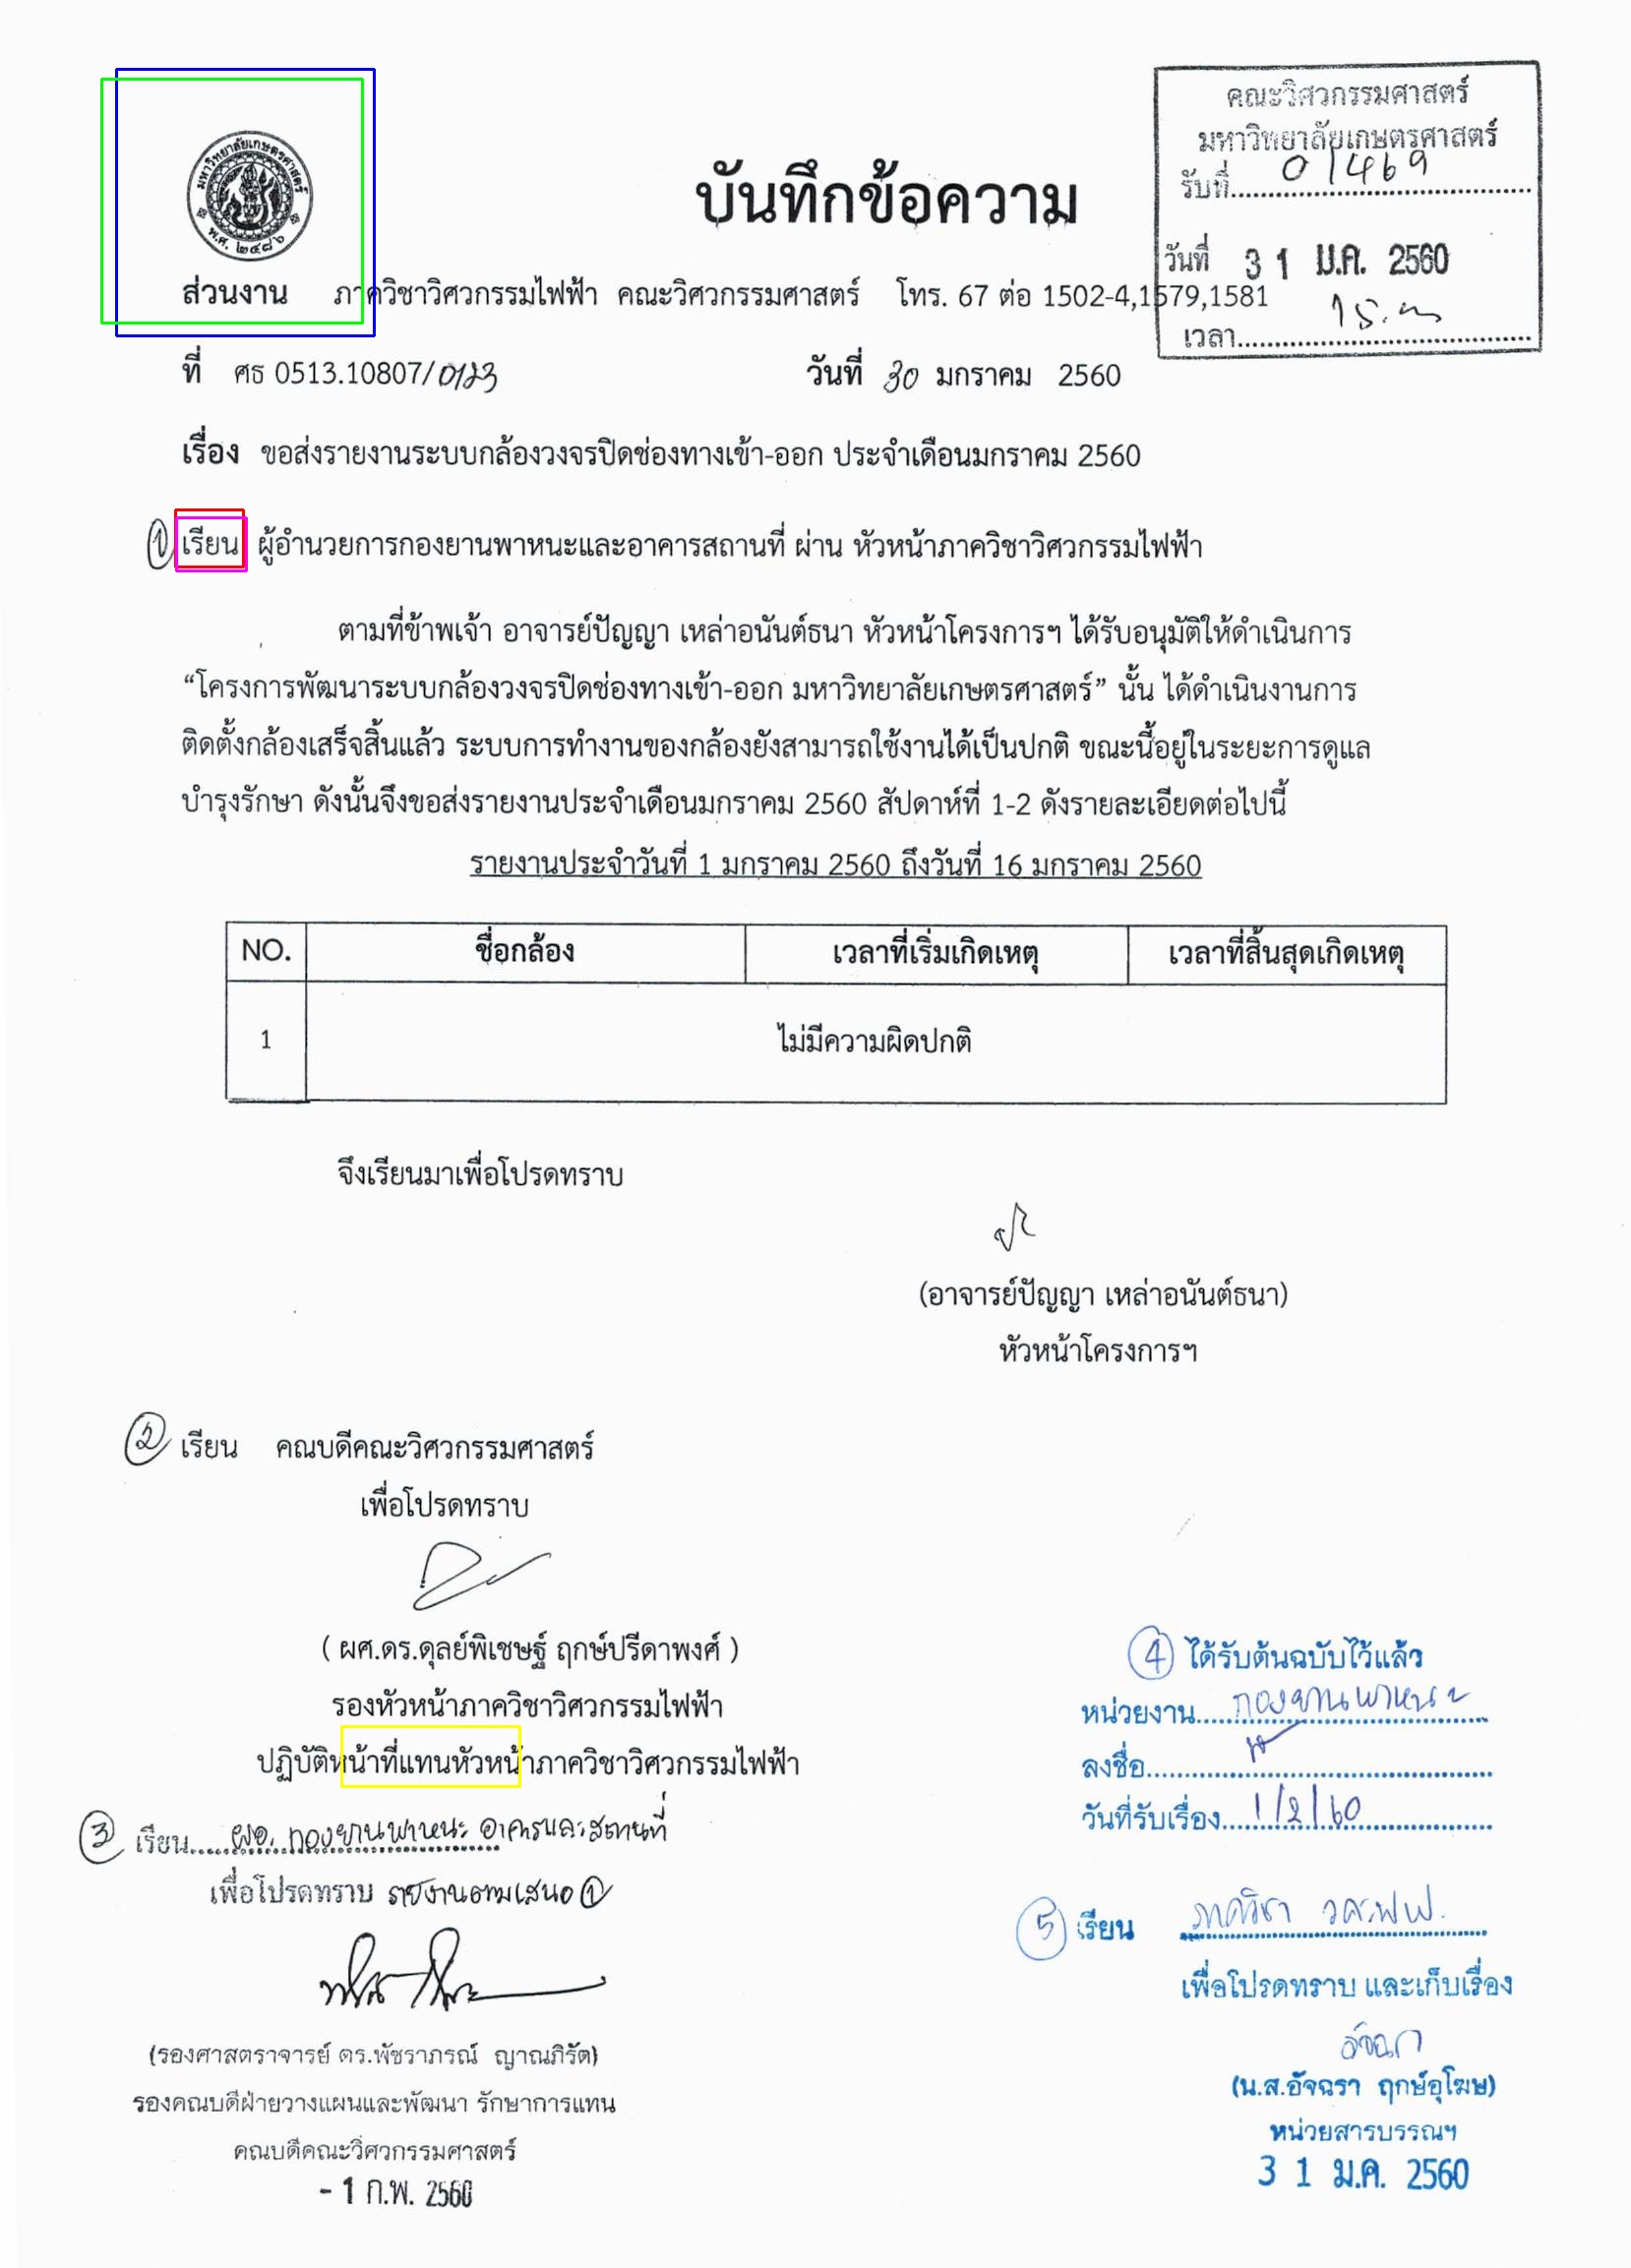 มหาวิทยาลัยเกษตรศาสตร์
พ.ศ. ๒๔๘๖
บันทึกข้อความ
คณะวิศวกรรมศาสตร์
มหาวิทยาลัยเกษตรศาสตร์
รับที่ 01469
วันที่ 31 ม.ค. 2560
เวลา
ส่วนงาน ภาควิชาวิศวกรรมไฟฟ้า คณะวิศวกรรมศาสตร์ โทร. 67 ต่อ 1502-4,1579,1581
ที่ ศธ 0513.10807/0123 วันที่ 30 มกราคม 2560
เรื่อง ขอส่งรายงานระบบกล้องวงจรปิดช่องทางเข้า-ออก ประจำเดือนมกราคม 2560
① เรียน ผู้อำนวยการกองยานพาหนะและอาคารสถานที่ ผ่าน หัวหน้าภาควิชาวิศวกรรมไฟฟ้า
ตามที่ข้าพเจ้า อาจารย์ปัญญา เหล่าอนันต์ธนา หัวหน้าโครงการฯ ได้รับอนุมัติให้ดำเนินการ
“โครงการพัฒนาระบบกล้องวงจรปิดช่องทางเข้า-ออก มหาวิทยาลัยเกษตรศาสตร์” นั้น ได้ดำเนินงานการ
ติดตั้งกล้องเสร็จสิ้นแล้ว ระบบการทำงานของกล้องยังสามารถใช้งานได้เป็นปกติ ขณะนี้อยู่ในระยะการดูแล
บำรุงรักษา ดังนั้นจึงขอส่งรายงานประจำเดือนมกราคม 2560 สัปดาห์ที่ 1-2 ดังรายละเอียดต่อไปนี้
รายงานประจำวันที่ 1 มกราคม 2560 ถึงวันที่ 16 มกราคม 2560
NO. ชื่อกล้อง เวลาที่เริ่มเกิดเหตุ เวลาที่สิ้นสุดเกิดเหตุ
1 ไม่มีความผิดปกติ
จึงเรียนมาเพื่อโปรดทราบ
(อาจารย์ปัญญา เหล่าอนันต์ธนา)
หัวหน้าโครงการฯ
② เรียน คณบดีคณะวิศวกรรมศาสตร์
เพื่อโปรดทราบ
( ผศ.ดร.ดุลย์พิเชษฐ์ ฤกษ์ปรีดาพงศ์ )
รองหัวหน้าภาควิชาวิศวกรรมไฟฟ้า
ปฏิบัติหน้าที่แทนหัวหน้าภาควิชาวิศวกรรมไฟฟ้า
③ เรียน ผอ. กองยานพาหนะ อาคารและสถานที่
เพื่อโปรดทราบ รายงานตามเสนอ ①
(รองศาสตราจารย์ ดร.พัชราภรณ์ ญาณภิรัต)
รองคณบดีฝ่ายวางแผนและพัฒนา รักษาการแทน
คณบดีคณะวิศวกรรมศาสตร์
- 1 ก.พ. 2560
④ ได้รับต้นฉบับไว้แล้ว
หน่วยงาน กองยานพาหนะ
ลงชื่อ
วันที่รับเรื่อง 1/2/60
⑤ เรียน ภาควิชา วศ.ฟฟ.
เพื่อโปรดทราบ และเก็บเรื่อง
อัจฉรา
(น.ส.อัจฉรา ฤกษ์อุโฆษ)
หน่วยสารบรรณฯ
31 ม.ค. 2560